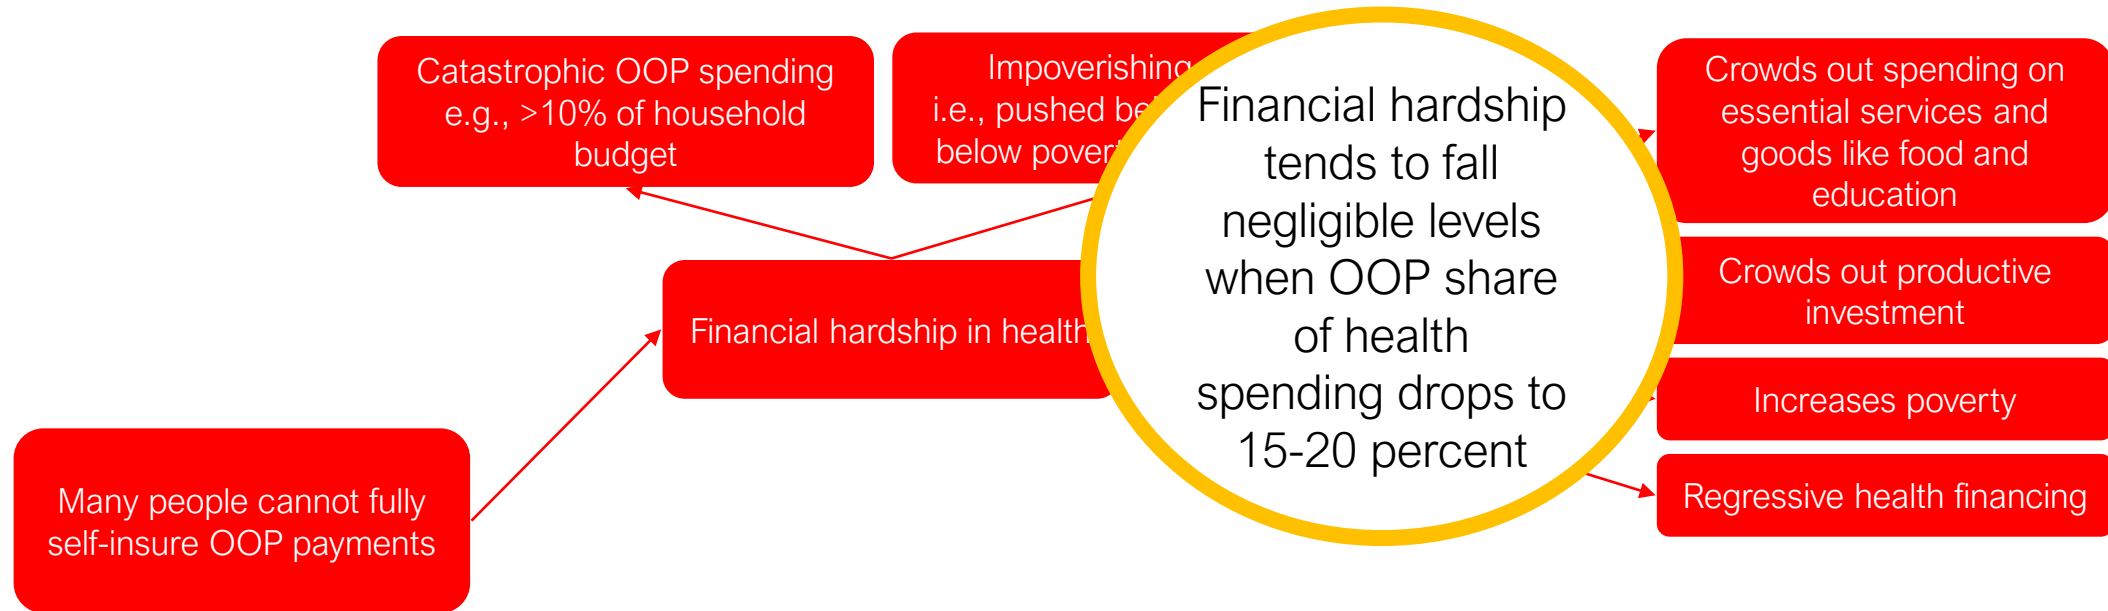 Catastrophic OOP spending
e.g., >10% of household
budget
Impoverishing
i.e., pushed
below
Financial hardship
tends to fall
negligible levels
when OOP share
of health
spending drops to
15-20 percent
Crowds out spending on
essential services and
goods like food and
education
Crowds out productive
investment
Increases poverty
Regressive health financing
Financial hardship in health
Many people cannot fully
self-insure OOP payments